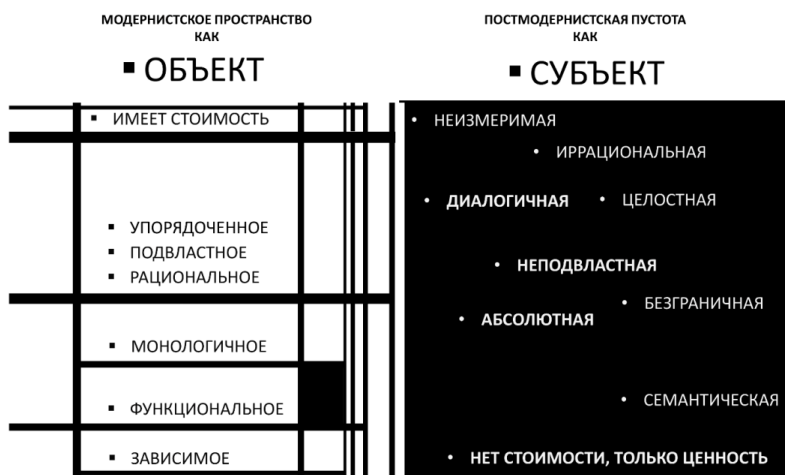 МОДЕРНИСТСКОЕ ПРОСТРАНСТВО
КАК
▪ ОБЪЕКТ
▪ ИМЕЕТ СТОИМОСТЬ
▪ УПОРЯДОЧЕННОЕ
▪ ПОДВЛАСТНОЕ
▪ РАЦИОНАЛЬНОЕ
▪ МОНОЛОГИЧНОЕ
▪ ФУНКЦИОНАЛЬНОЕ
▪ ЗАВИСИМОЕ
ПОСТМОДЕРНИСТСКАЯ ПУСТОТА
КАК
▪ СУБЪЕКТ
• НЕИЗМЕРИМАЯ
• ИРРАЦИОНАЛЬНАЯ
• ДИАЛОГИЧНАЯ • ЦЕЛОСТНАЯ
• НЕПОДВЛАСТНАЯ
• БЕЗГРАНИЧНАЯ
• АБСОЛЮТНАЯ
• СЕМАНТИЧЕСКАЯ
• НЕТ СТОИМОСТИ, ТОЛЬКО ЦЕННОСТЬ